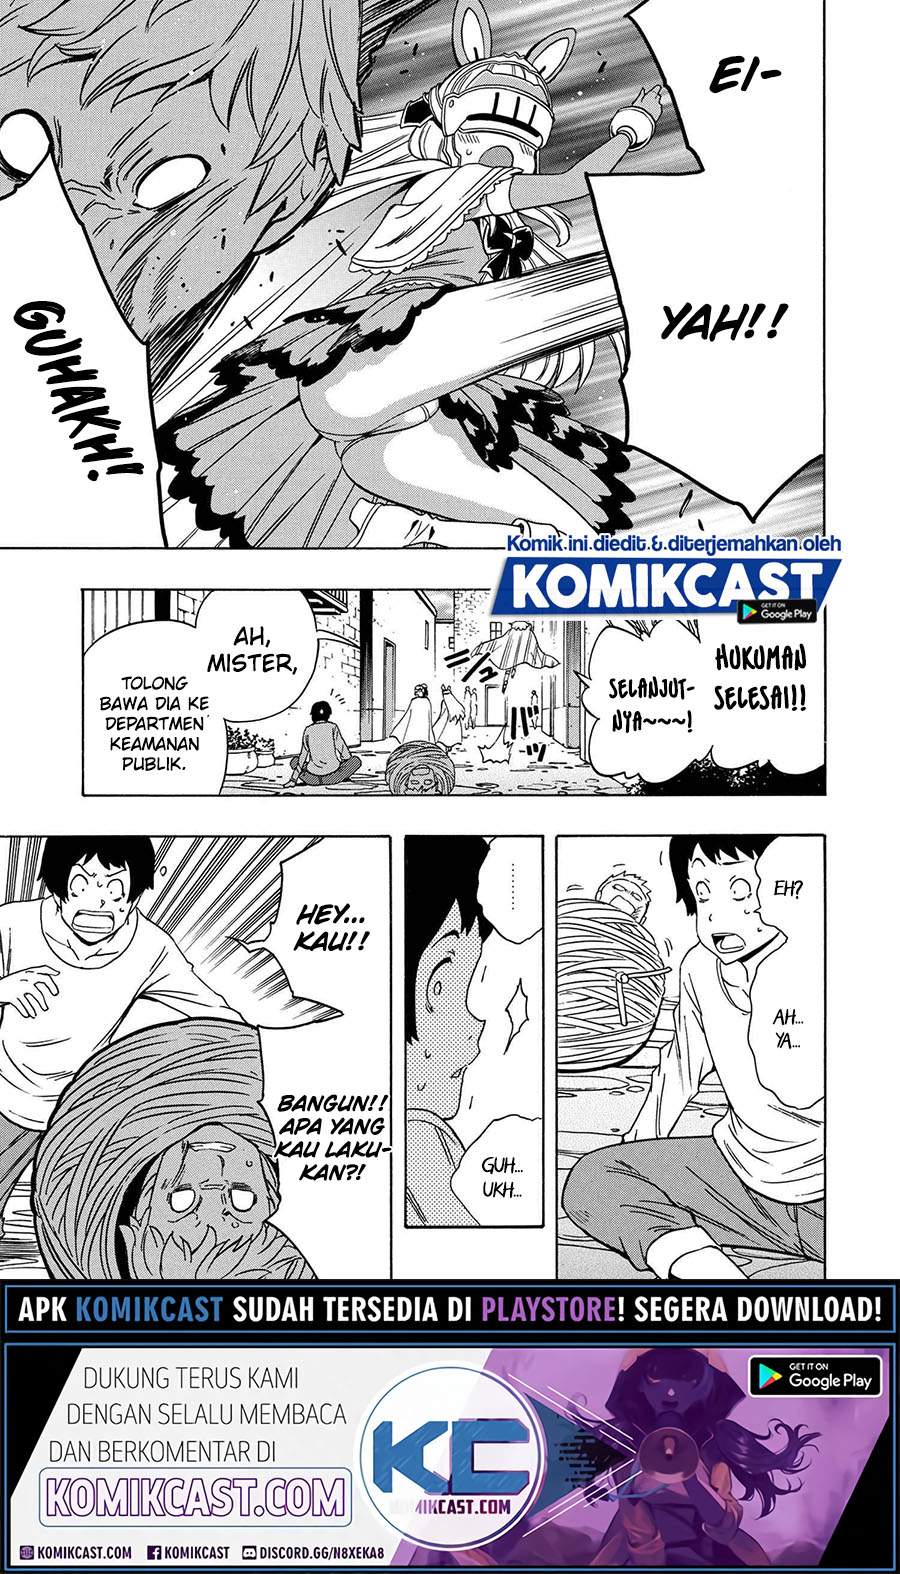 EI-
YAH!!
GUHAKH!
Komik ini diedit & diterjemahkan oleh
KOMIKCAST
GET IT ON
Google Play
HUKUMAN
SELESAI!!
SELANJUT-
NYA~~~!
AH,
MISTER,
TOLONG
BAWA DIA KE
DEPARTMEN
KEAMANAN
PUBLIK.
EH?
AH...
YA...
GUH...
UKH...
HEY...
KAU!!
BANGUN!!
APA YANG
KAU LAKU-
KAN?!
APK KOMIKCAST SUDAH TERSEDIA DI PLAYSTORE! SEGERA DOWNLOAD!
DUKUNG TERUS KAMI
DENGAN SELALU MEMBACA
DAN BERKOMENTAR DI
KOMIKCAST.COM
KOMIKCAST.COM
KOMIKCAST
DISCORD.GG/N8XEKA8
KC
KOMIKCAST.COM
GET IT ON
Google Play